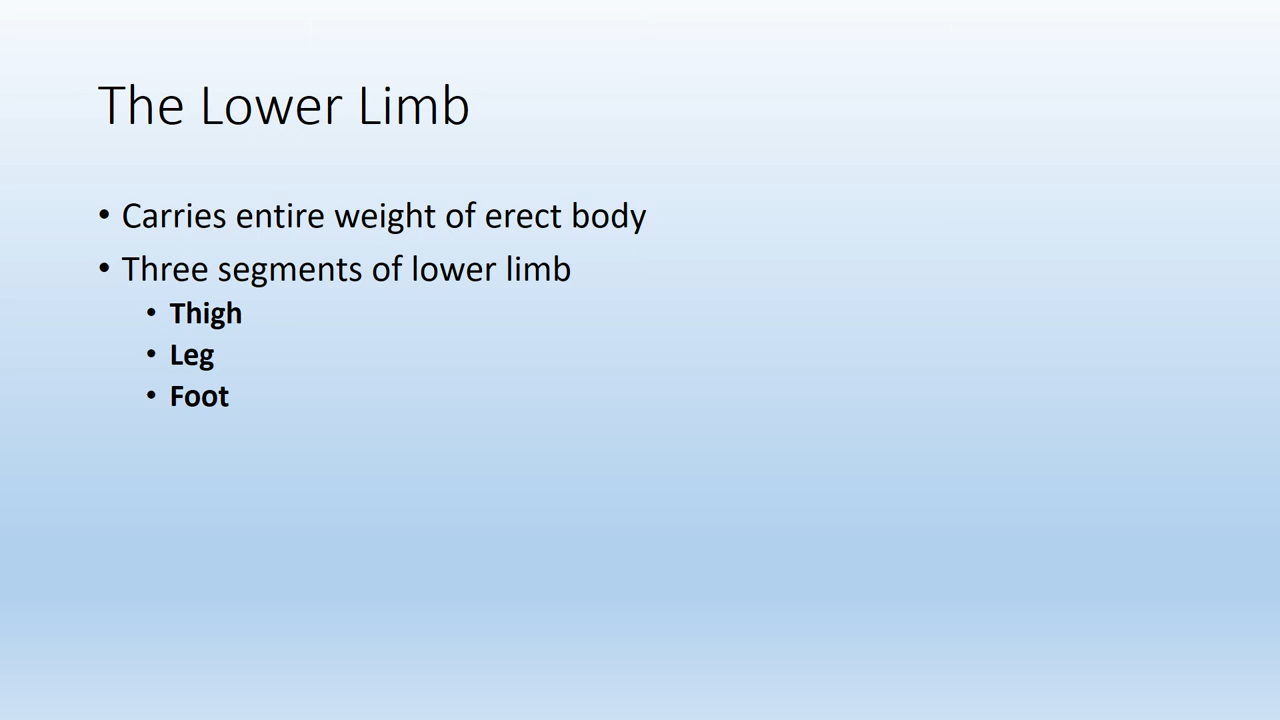 The Lower Limb
• Carries entire weight of erect body
• Three segments of lower limb
• Thigh
• Leg
• Foot